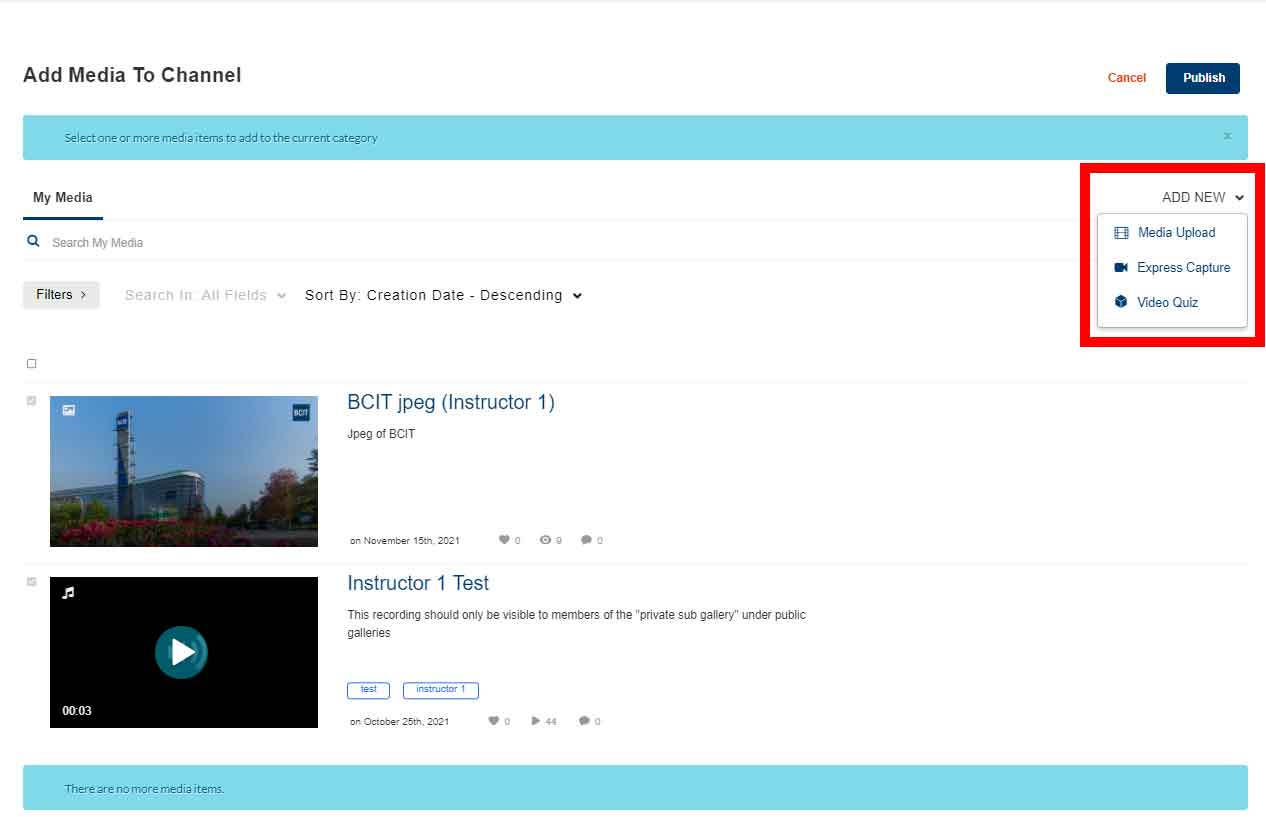 Add Media To Channel
Cancel
Publish
Select one or more media items to add to the current category
×
My Media
ADD NEW
Search My Media
Media Upload
Express Capture
Video Quiz
Filters
Search In: All Fields
Sort By: Creation Date - Descending
BCIT
BCIT jpeg (Instructor 1)
Jpeg of BCIT
on November 15th, 2021
0
9
0
Instructor 1 Test
This recording should only be visible to members of the "private sub gallery" under public
galleries
00:03
test
instructor 1
on October 25th, 2021
0
44
0
There are no more media items.